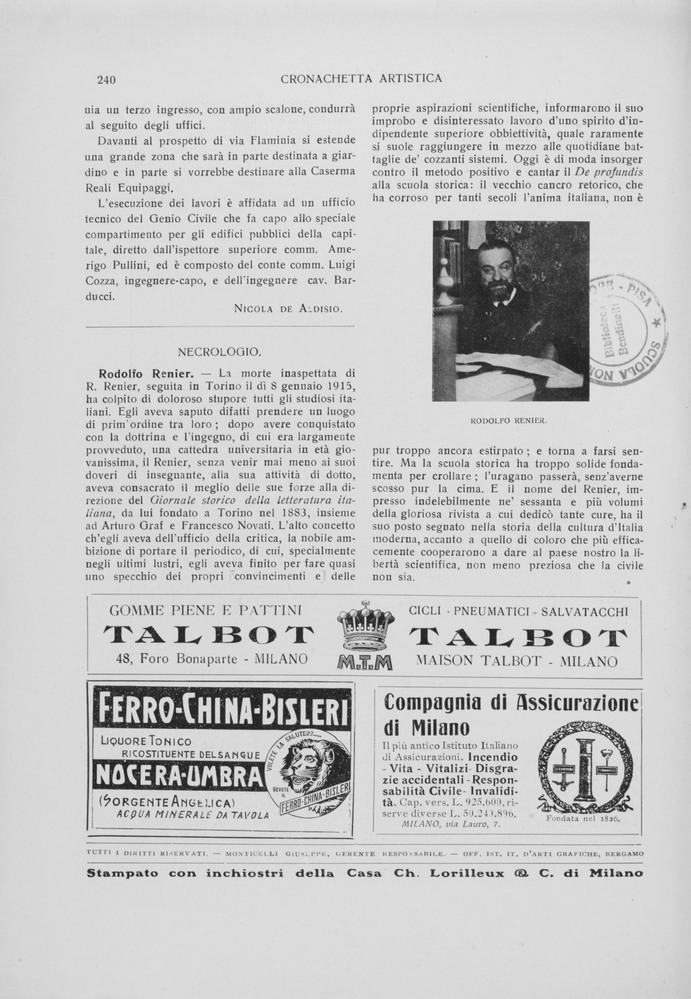 240
CRONACHETTA ARTISTICA
nia un terzo ingresso, con ampio scalone, condurrà
al seguito degli uffici.
Davanti al prospetto di via Flaminia si estende
una grande zona che sarà in parte destinata a giar-
dino e in parte si vorrebbe destinare alla Caserma
Reali Equipaggi.
L'esecuzione dei lavori è affidata ad un ufficio
tecnico del Genio Civile che fa capo allo speciale
compartimento per gli edifici pubblici della capi-
tale, diretto dall'ispettore superiore comm. Ame-
rigo Pullini, ed è composto del conte comm. Luigi
Cozza, ingegnere-capo, e dell'ingegnere cav. Bar-
ducci.
NICOLA DE ALDISIO.
NECROLOGIO.
Rodolfo Renier. — La morte inaspettata di
R. Renier, seguita in Torino il dì 8 gennaio 1915,
ha colpito di doloroso stupore tutti gli studiosi ita-
liani. Egli aveva saputo difatti prendere un luogo
di prim'ordine tra loro; dopo avere conquistato
con la dottrina e l'ingegno, di cui era largamente
provveduto, una cattedra universitaria in età gio-
vanissima, il Renier, senza venir mai meno ai suoi
doveri di insegnante, alla sua attività di dotto,
aveva consacrato il meglio delle sue forze alla di-
rezione del Giornale storico della letteratura ita-
liana, da lui fondato a Torino nel 1883, insieme
ad Arturo Graf e Francesco Novati. L'alto concetto
ch'egli aveva dell'ufficio della critica, la nobile am-
bizione di portare il periodico, di cui, specialmente
negli ultimi lustri, egli aveva finito per fare quasi
uno specchio dei propri convincimenti e delle
proprie aspirazioni scientifiche, informarono il suo
improbo e disinteressato lavoro d'uno spirito d'in-
dipendente superiore obbiettività, quale raramente
si suole raggiungere in mezzo alle quotidiane bat-
taglie de' cozzanti sistemi. Oggi è di moda insorger
contro il metodo positivo e cantar il De profundis
alla scuola storica: il vecchio cancro retorico, che
ha corroso per tanti secoli l'anima italiana, non è
PISA * SCUOLA NOR
Biblioteca
Bendinelli
RODOLFO RENIER.
pur troppo ancora estirpato; e torna a farsi sen-
tire. Ma la scuola storica ha troppo solide fonda-
menta per crollare; l'uragano passerà, senz'averne
scosso pur la cima. E il nome del Renier, im-
presso indelebilmente ne' sessanta e più volumi
della gloriosa rivista a cui dedicò tante cure, ha il
suo posto segnato nella storia della cultura d'Italia
moderna, accanto a quello di coloro che più effica-
cemente cooperarono a dare al paese nostro la li-
bertà scientifica, non meno preziosa che la civile
non sia.
GOMME PIENE E PATTINI
TALBOT
48, Foro Bonaparte - MILANO
M.T.M
CICLI - PNEUMATICI - SALVATACCHI
TALBOT
MAISON TALBOT - MILANO
FERRO-CHINA-BISLERI
LIQUORE TONICO
RICOSTITUENTE DEL SANGUE
NOCERA-UMBRA
(SORGENTE ANGELICA)
ACQUA MINERALE DA TAVOLA
VOLETE LA SALUTE??....
BEVETE IL
FERRO-CHINA-BISLERI
Compagnia di Assicurazione
di Milano
Il più antico Istituto Italiano
di Assicurazioni. Incendio
- Vita - Vitalizi - Disgra-
zie accidentali - Respon-
sabilità Civile - Invalidi-
tà. Cap. vers. L. 925,600, ri-
serve diverse L. 50.240.896.
MILANO, via Lauro, 7.
Fondata nel 1826.
TUTTI I DIRITTI RISERVATI. — MONTICELLI GIUSEPPE, GERENTE RESPONSABILE. — OFF. IST. IT. D'ARTI GRAFICHE, BERGAMO
Stampato con inchiostri della Casa Ch. Lorilleux & C. di Milano